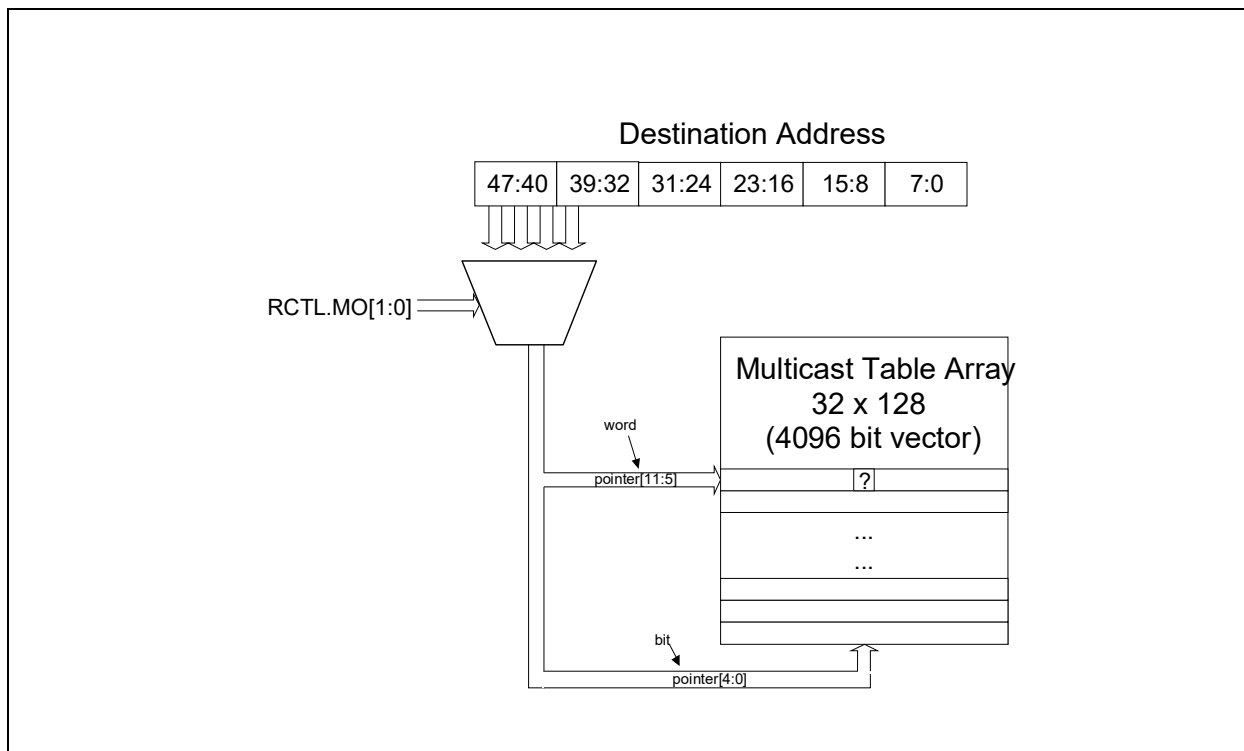 Destination Address
47:40 39:32 31:24 23:16 15:8 7:0
RCTL.MO[1:0]
Multicast Table Array
32 x 128
(4096 bit vector)
word
pointer[11:5]
?
...
...
bit
pointer[4:0]